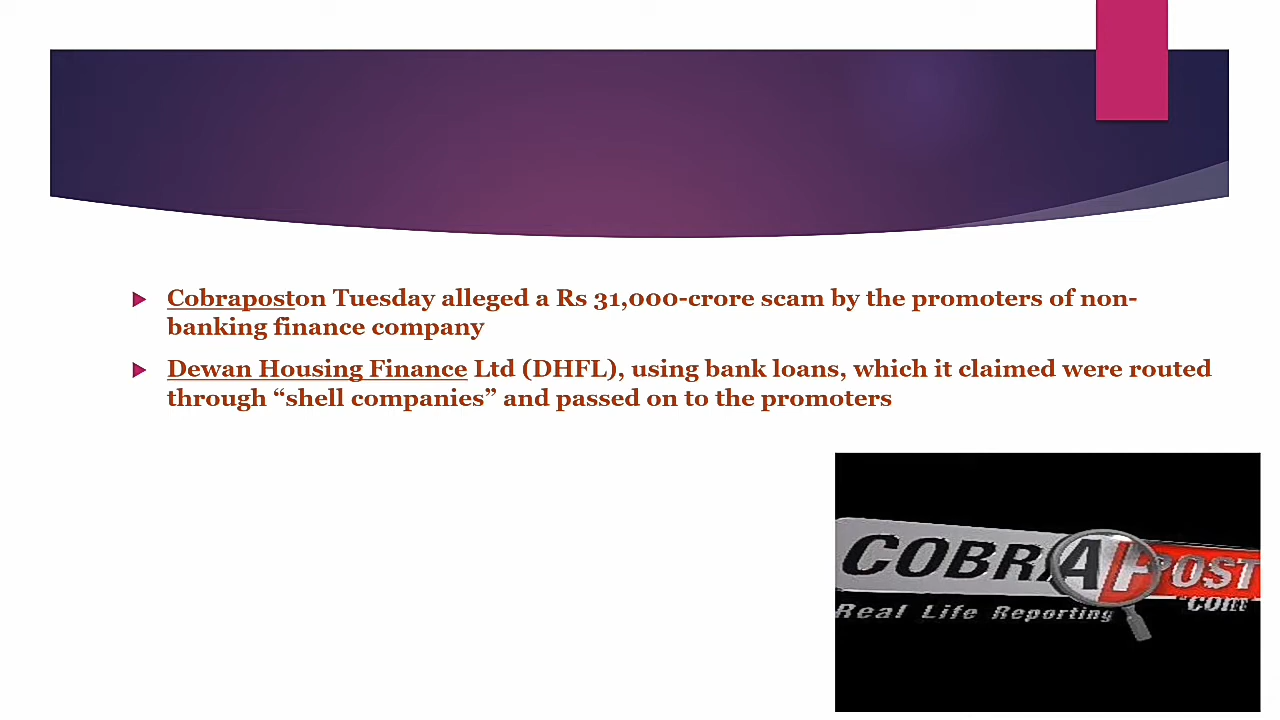 Cobraposton Tuesday alleged a Rs 31,000-crore scam by the promoters of non-
banking finance company
Dewan Housing Finance Ltd (DHFL), using bank loans, which it claimed were routed
through “shell companies” and passed on to the promoters
COBRAPOST
.com
Real Life Reporting